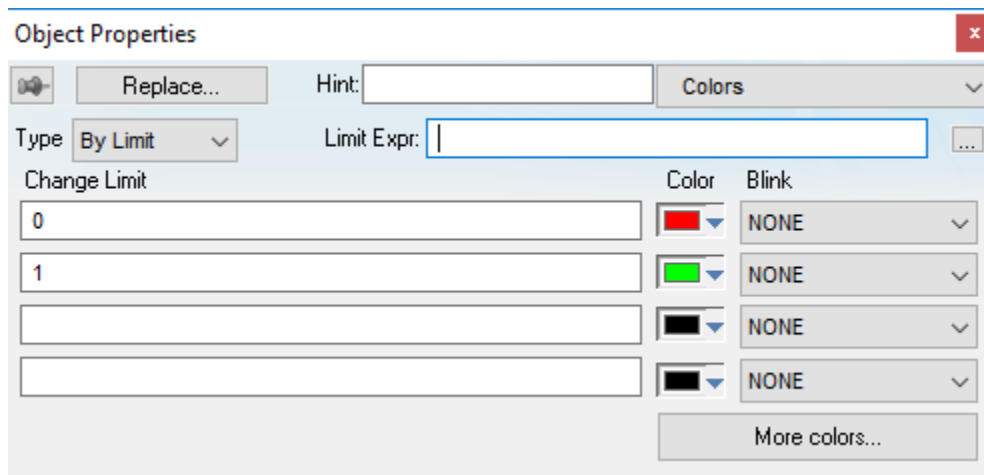 Object Properties
x
Replace... Hint: Colors
Type By Limit Limit Expr: ...
Change Limit Color Blink
0 NONE
1 NONE
NONE
NONE
More colors...